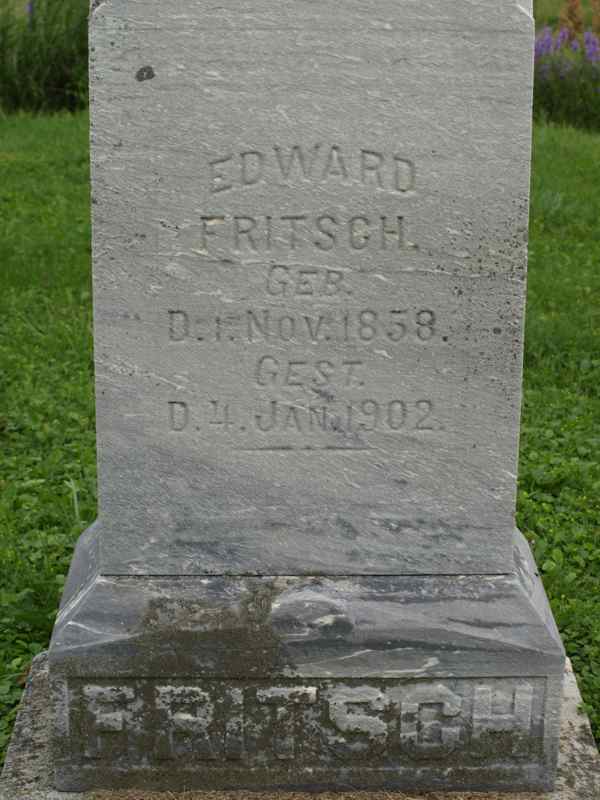 EDWARD
FRITSCH.
GEB.
D. 1. NOV. 1858.
GEST.
D. 4. JAN. 1902.
FRITSCH